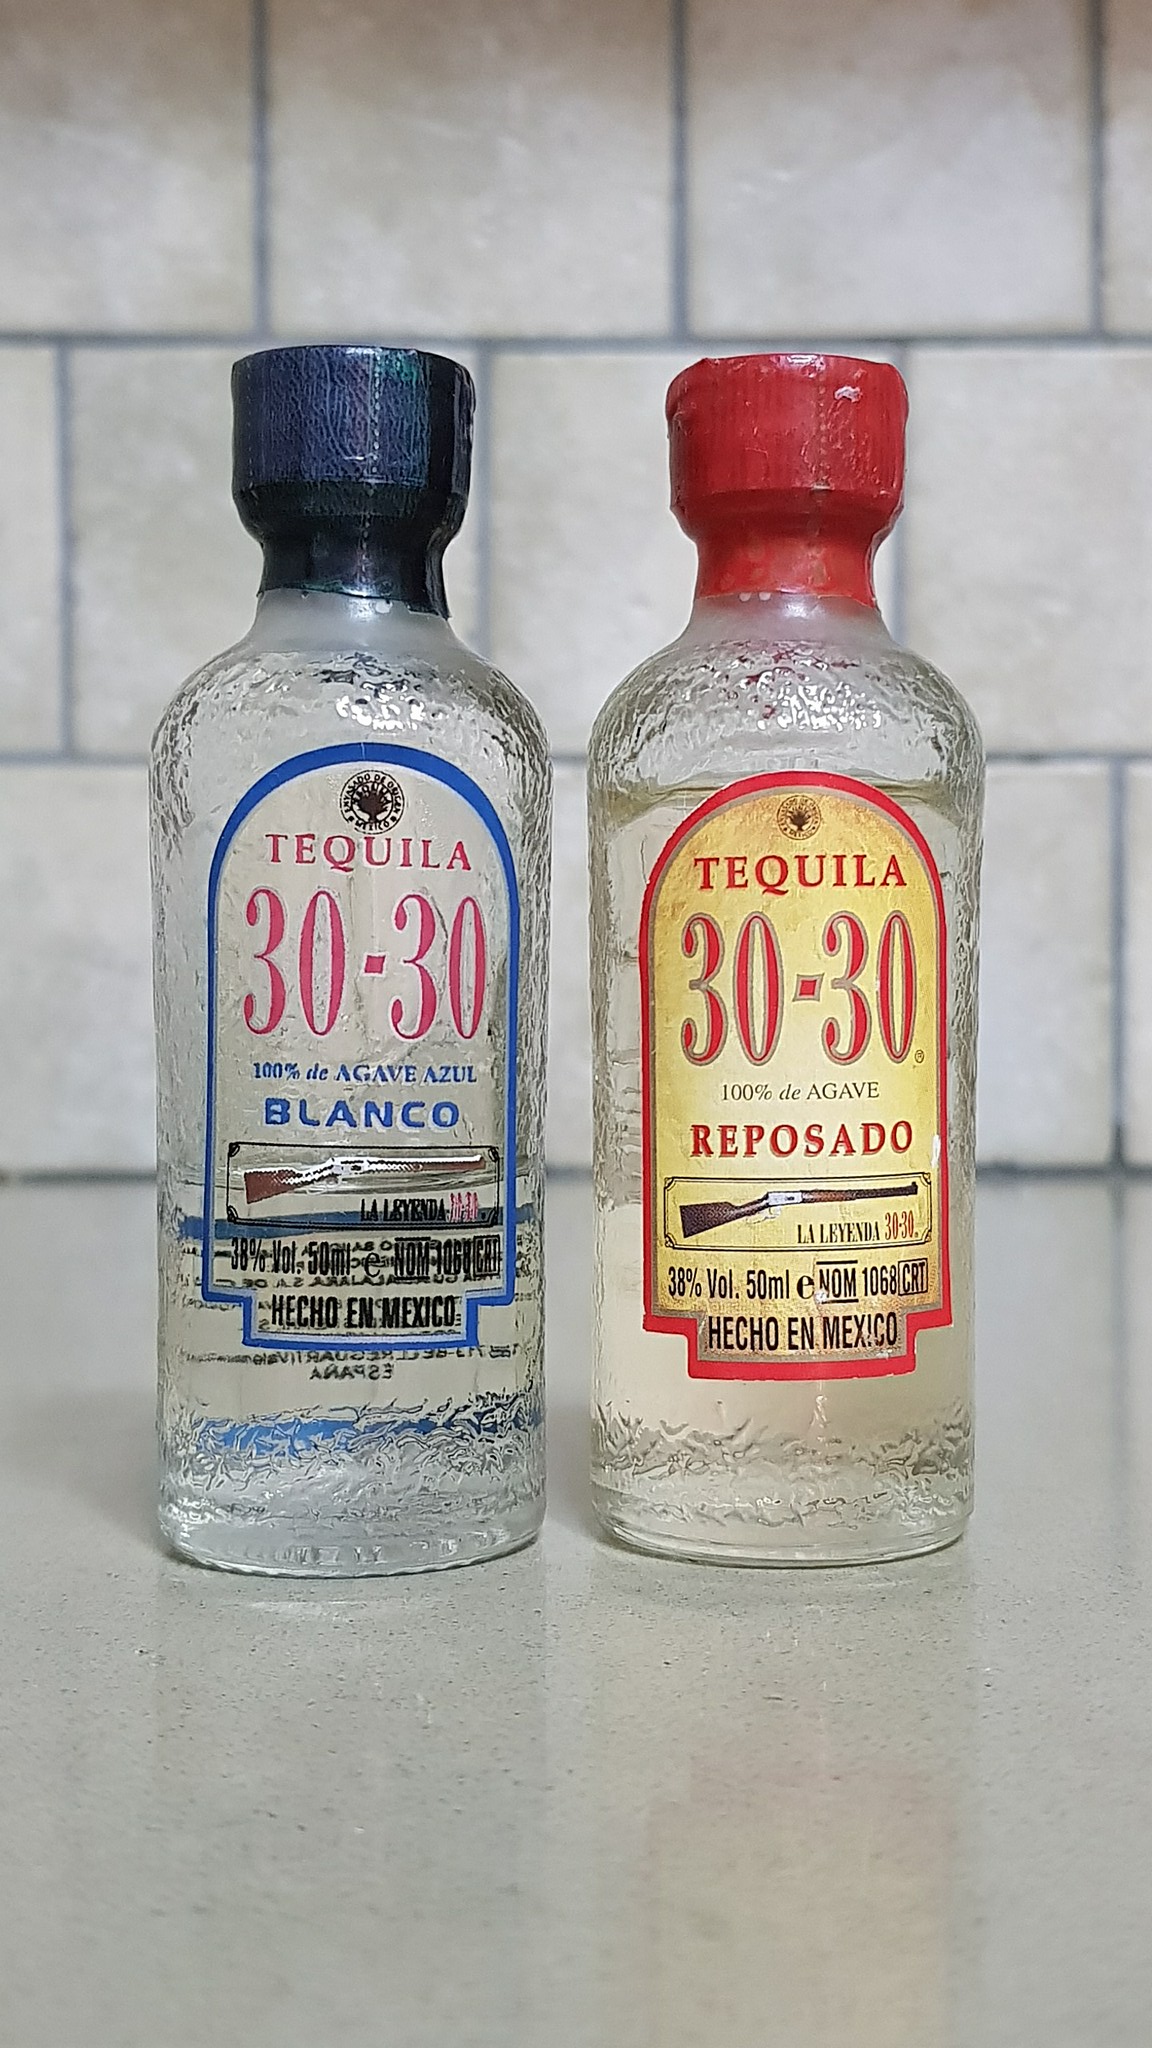 TEQUILA
30-30
100% de AGAVE AZUL
BLANCO
LA LEYENDA 30-30.
38% Vol. 50ml e NOM 1068 CRT
HECHO EN MEXICO
ESPAÑA
TEQUILA
30-30®
100% de AGAVE
REPOSADO
LA LEYENDA 30-30.
38% Vol. 50ml e NOM 1068 CRT
HECHO EN MEXICO